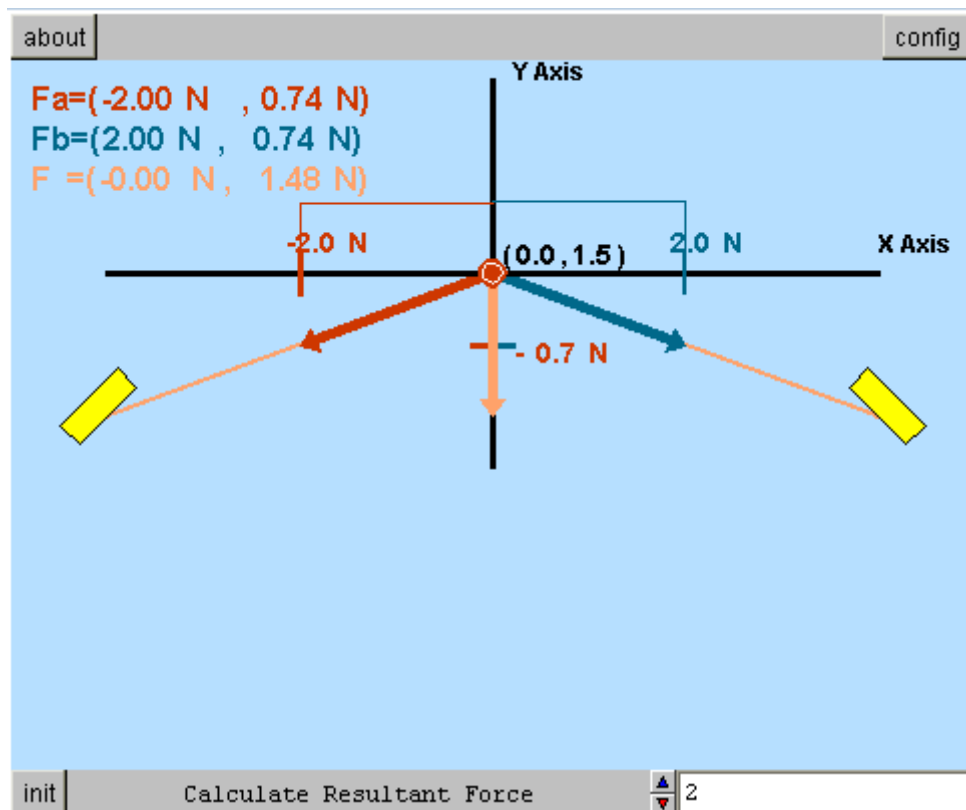 about
config
Y Axis
Fa=(-2.00 N , 0.74 N)
Fb=(2.00 N , 0.74 N)
F =(-0.00 N , 1.48 N)
-2.0 N
2.0 N
X Axis
(0.0 , 1.5 )
- 0.7 N
init
Calculate Resultant Force
2